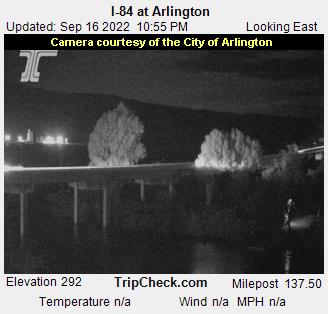 I-84 at Arlington
Updated: Sep 16 2022 10:55 PM Looking East
Camera courtesy of the City of Arlington
Elevation 292 TripCheck.com Milepost 137.50
Temperature n/a Wind n/a MPH n/a